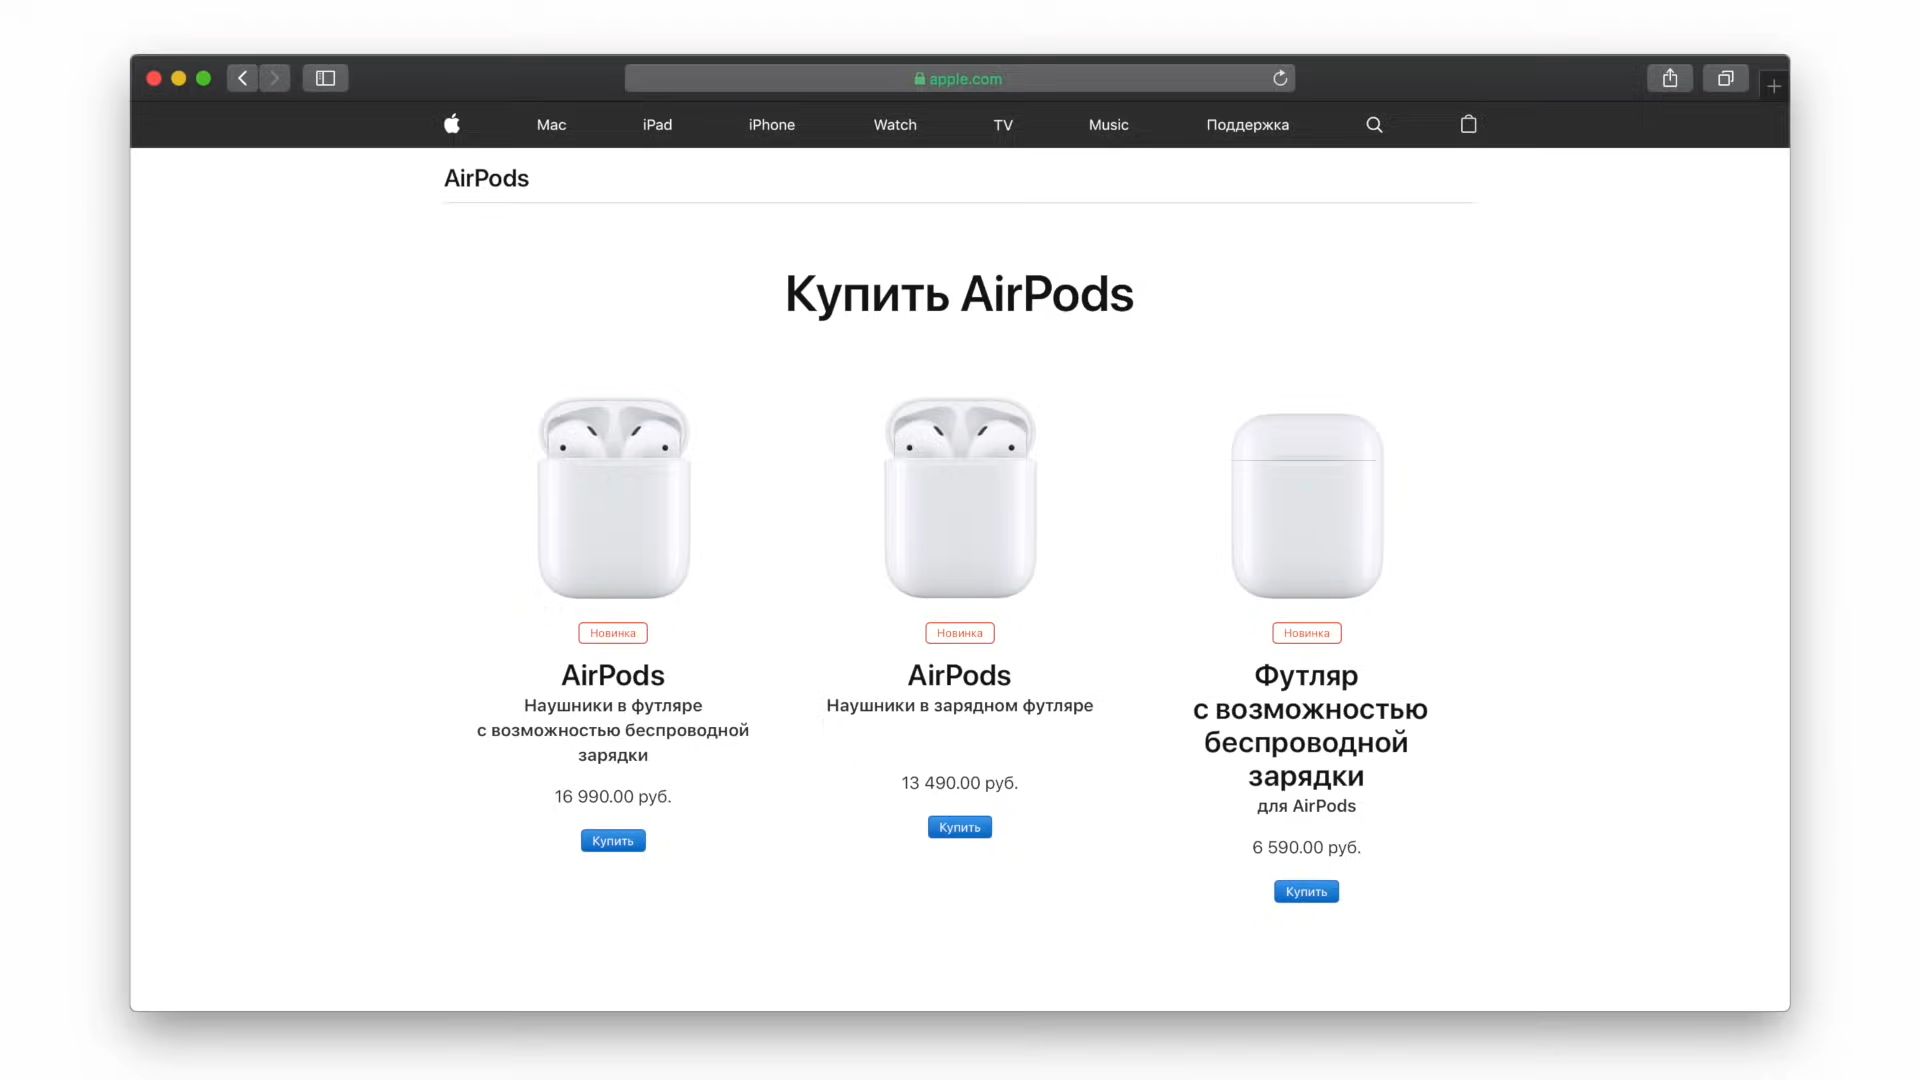 apple.com
Mac iPad iPhone Watch TV Music Поддержка
AirPods
Купить AirPods
Новинка
AirPods
Наушники в футляре
с возможностью беспроводной
зарядки
16 990.00 руб.
Купить
Новинка
AirPods
Наушники в зарядном футляре
13 490.00 руб.
Купить
Новинка
Футляр
с возможностью
беспроводной
зарядки
для AirPods
6 590.00 руб.
Купить